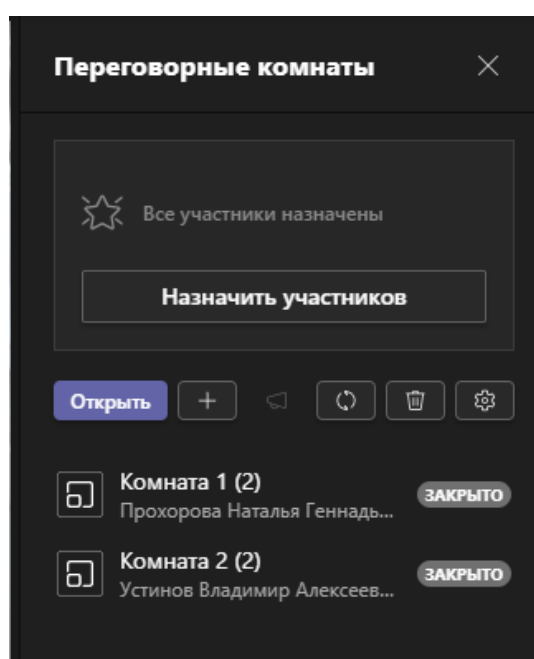 Переговорные комнаты
Все участники назначены
Назначить участников
Открыть
Комната 1 (2)
Прохорова Наталья Геннадь...
ЗАКРЫТО
Комната 2 (2)
Устинов Владимир Алексеев...
ЗАКРЫТО